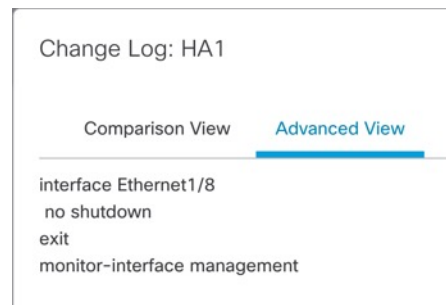 Change Log: HA1
Comparison View Advanced View
interface Ethernet1/8
no shutdown
exit
monitor-interface management